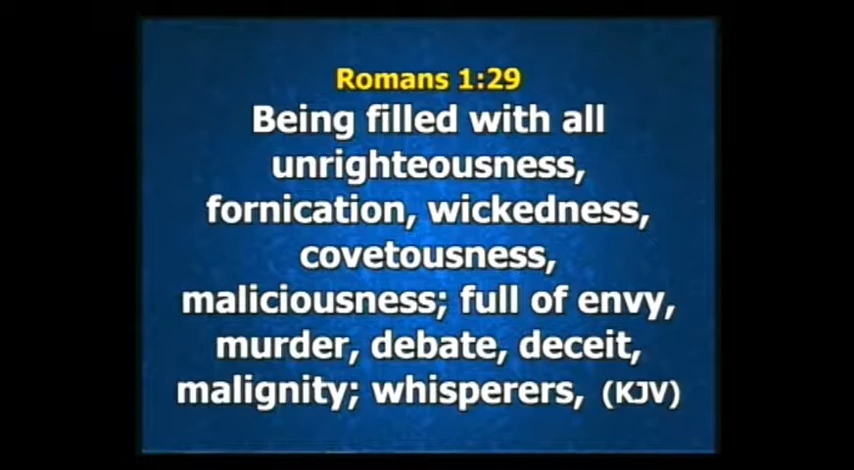 Romans 1:29
Being filled with all
unrighteousness,
fornication, wickedness,
covetousness,
maliciousness; full of envy,
murder, debate, deceit,
malignity; whisperers, (KJV)